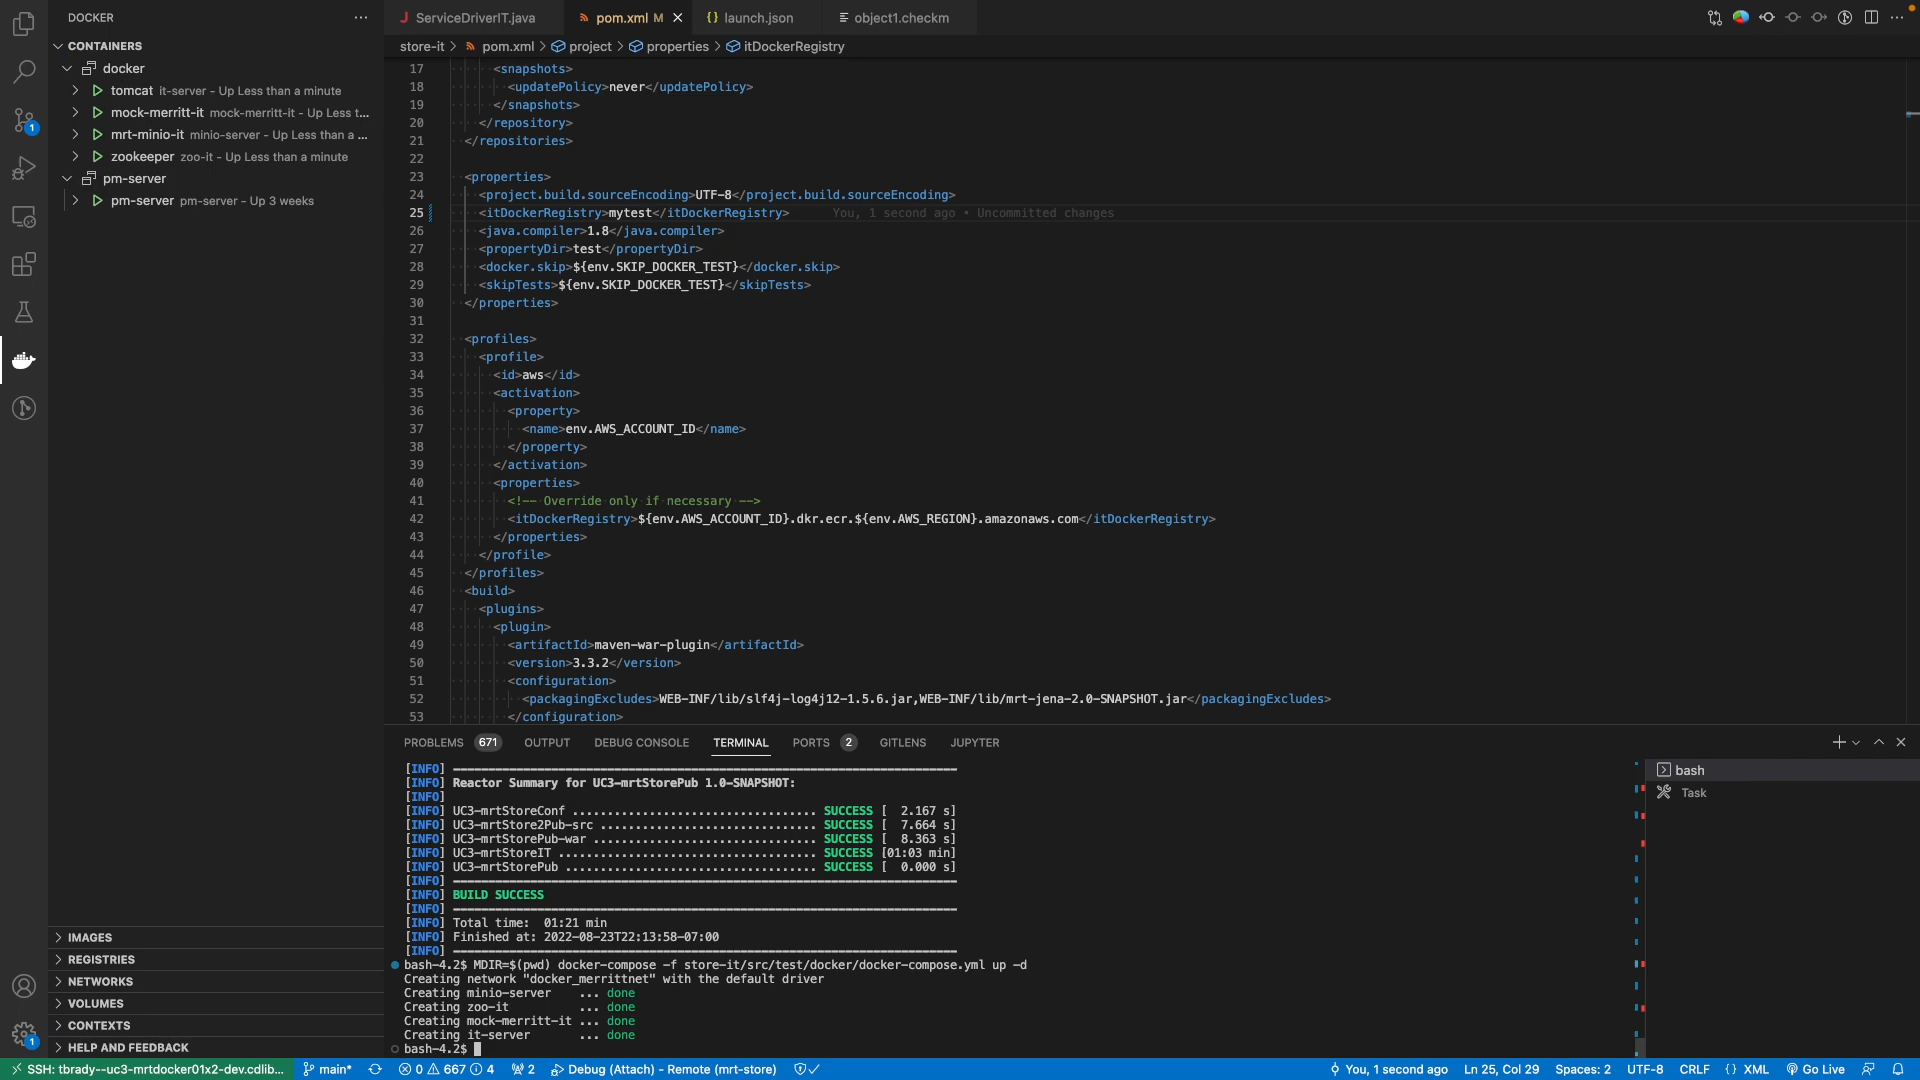 DOCKER
CONTAINERS
docker
tomcat it-server - Up Less than a minute
mock-merritt-it mock-merritt-it - Up Less t...
mrt-minio-it minio-server - Up Less than a ...
zookeeper zoo-it - Up Less than a minute
pm-server
pm-server pm-server - Up 3 weeks
IMAGES
REGISTRIES
NETWORKS
VOLUMES
CONTEXTS
HELP AND FEEDBACK
1
1
J ServiceDriverIT.java
pom.xml M
{} launch.json
object1.checkm
store-it > pom.xml > project > properties > itDockerRegistry
17 <snapshots>
18 <updatePolicy>never</updatePolicy>
19 </snapshots>
20 </repository>
21 </repositories>
22
23 <properties>
24 <project.build.sourceEncoding>UTF-8</project.build.sourceEncoding>
25 <itDockerRegistry>mytest</itDockerRegistry> You, 1 second ago • Uncommitted changes
26 <java.compiler>1.8</java.compiler>
27 <propertyDir>test</propertyDir>
28 <docker.skip>${env.SKIP_DOCKER_TEST}</docker.skip>
29 <skipTests>${env.SKIP_DOCKER_TEST}</skipTests>
30 </properties>
31
32 <profiles>
33 <profile>
34 <id>aws</id>
35 <activation>
36 <property>
37 <name>env.AWS_ACCOUNT_ID</name>
38 </property>
39 </activation>
40 <properties>
41 <!-- Override only if necessary -->
42 <itDockerRegistry>${env.AWS_ACCOUNT_ID}.dkr.ecr.${env.AWS_REGION}.amazonaws.com</itDockerRegistry>
43 </properties>
44 </profile>
45 </profiles>
46 <build>
47 <plugins>
48 <plugin>
49 <artifactId>maven-war-plugin</artifactId>
50 <version>3.3.2</version>
51 <configuration>
52 <packagingExcludes>WEB-INF/lib/slf4j-log4j12-1.5.6.jar,WEB-INF/lib/mrt-jena-2.0-SNAPSHOT.jar</packagingExcludes>
53 </configuration>
PROBLEMS 671 OUTPUT DEBUG CONSOLE TERMINAL PORTS 2 GITLENS JUPYTER
[INFO] ------------------------------------------------------------------------
[INFO] Reactor Summary for UC3-mrtStorePub 1.0-SNAPSHOT:
[INFO]
[INFO] UC3-mrtStoreConf ................................... SUCCESS [ 2.167 s]
[INFO] UC3-mrtStore2Pub-src ............................... SUCCESS [ 7.664 s]
[INFO] UC3-mrtStorePub-war ................................ SUCCESS [ 8.363 s]
[INFO] UC3-mrtStoreIT ..................................... SUCCESS [01:03 min]
[INFO] UC3-mrtStorePub .................................... SUCCESS [ 0.000 s]
[INFO] ------------------------------------------------------------------------
[INFO] BUILD SUCCESS
[INFO] ------------------------------------------------------------------------
[INFO] Total time: 01:21 min
[INFO] Finished at: 2022-08-23T22:13:58-07:00
[INFO] ------------------------------------------------------------------------
bash-4.2$ MDIR=$(pwd) docker-compose -f store-it/src/test/docker/docker-compose.yml up -d
Creating network "docker_merrittnet" with the default driver
Creating minio-server ... done
Creating zoo-it ... done
Creating mock-merritt-it ... done
Creating it-server ... done
bash-4.2$
bash
Task
SSH: tbrady--uc3-mrtdocker01x2-dev.cdlib... main* 0 667 4 2 Debug (Attach) - Remote (mrt-store) You, 1 second ago Ln 25, Col 29 Spaces: 2 UTF-8 CRLF {} XML Go Live